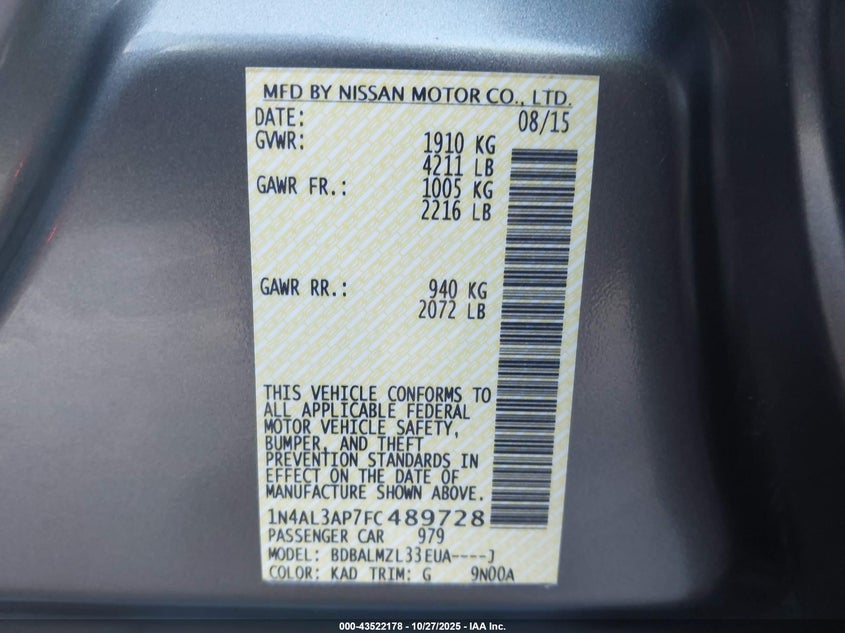 MFD BY NISSAN MOTOR CO., LTD.
DATE: 08/15
GVWR: 1910 KG
4211 LB
GAWR FR.: 1005 KG
2216 LB
GAWR RR.: 940 KG
2072 LB
THIS VEHICLE CONFORMS TO
ALL APPLICABLE FEDERAL
MOTOR VEHICLE SAFETY,
BUMPER, AND THEFT
PREVENTION STANDARDS IN
EFFECT ON THE DATE OF
MANUFACTURE SHOWN ABOVE.
1N4AL3AP7FC489728
PASSENGER CAR 979
MODEL: BDBALMZL33EUA----J
COLOR: KAD TRIM: G 9N00A
000-43522178 - 10/27/2025 - IAA Inc.